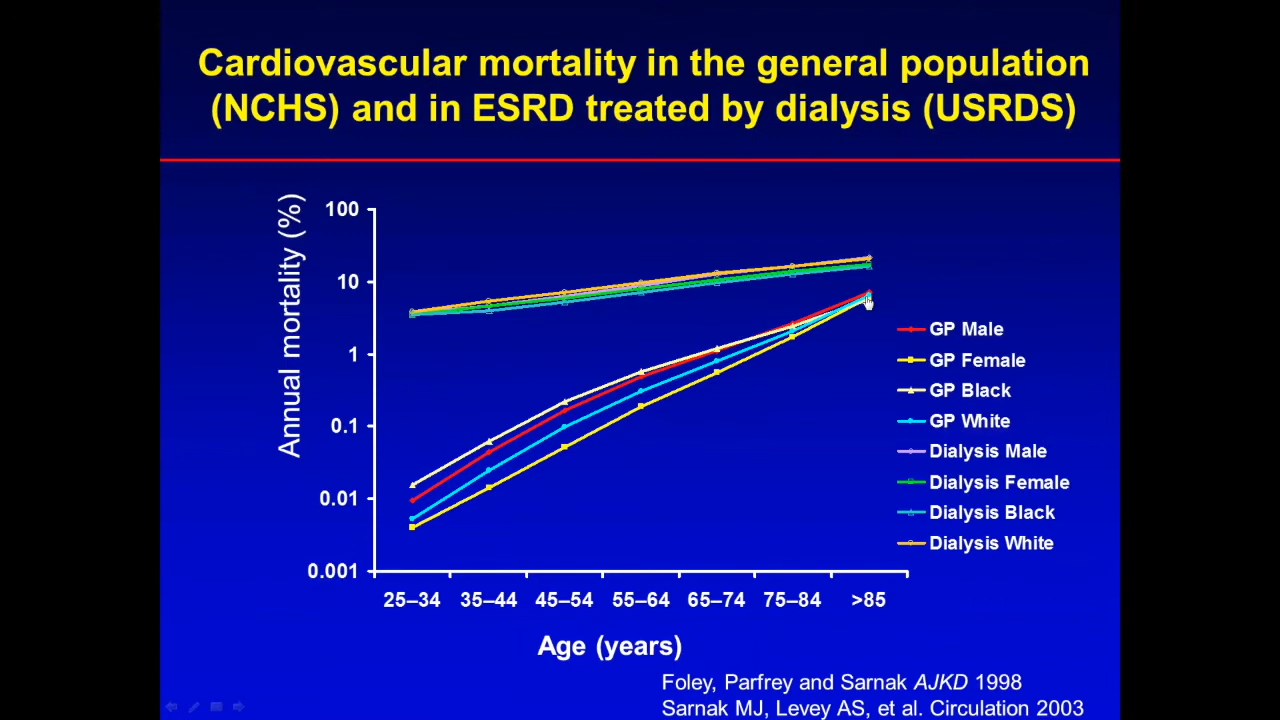 Cardiovascular mortality in the general population
(NCHS) and in ESRD treated by dialysis (USRDS)
Annual mortality (%)
100
10
1
0.1
0.01
0.001
25–34 35–44 45–54 55–64 65–74 75–84 >85
Age (years)
GP Male
GP Female
GP Black
GP White
Dialysis Male
Dialysis Female
Dialysis Black
Dialysis White
Foley, Parfrey and Sarnak AJKD 1998
Sarnak MJ, Levey AS, et al. Circulation 2003